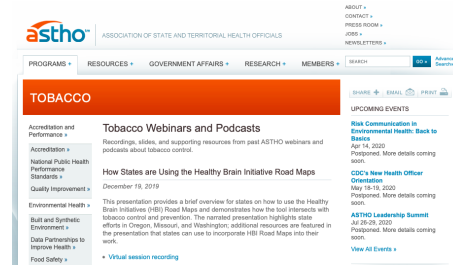 ABOUT »
CONTACT »
PRESS ROOM »
JOBS »
NEWSLETTERS »
astho™
ASSOCIATION OF STATE AND TERRITORIAL HEALTH OFFICIALS
PROGRAMS + RESOURCES + GOVERNMENT AFFAIRS + RESEARCH + MEMBERS +
SEARCH GO » Advanc
Search
TOBACCO
SHARE EMAIL PRINT
Accreditation and
Performance »
Accreditation »
National Public Health
Performance
Standards »
Quality Improvement »
Environmental Health »
Built and Synthetic
Environment »
Data Partnerships to
Improve Health »
Food Safety »
Tobacco Webinars and Podcasts
Recordings, slides, and supporting resources from past ASTHO webinars and
podcasts about tobacco control.
How States are Using the Healthy Brain Initiative Road Maps
December 19, 2019
This presentation provides a brief overview for states on how to use the Healthy
Brain Initiatives (HBI) Road Maps and demonstrates how the tool intersects with
tobacco control and prevention. The narrated presentation highlights state
efforts in Oregon, Missouri, and Washington; additional resources are featured in
the presentation that states can use to incorporate HBI Road Maps into their
work.
• Virtual session recording
UPCOMING EVENTS
Risk Communication in
Environmental Health: Back to
Basics
Apr 14, 2020
Postponed. More details coming
soon.
CDC's New Health Officer
Orientation
May 18-19, 2020
Postponed. More details coming
soon.
ASTHO Leadership Summit
Jul 26-29, 2020
Postponed. More details coming
soon.
View All Events »